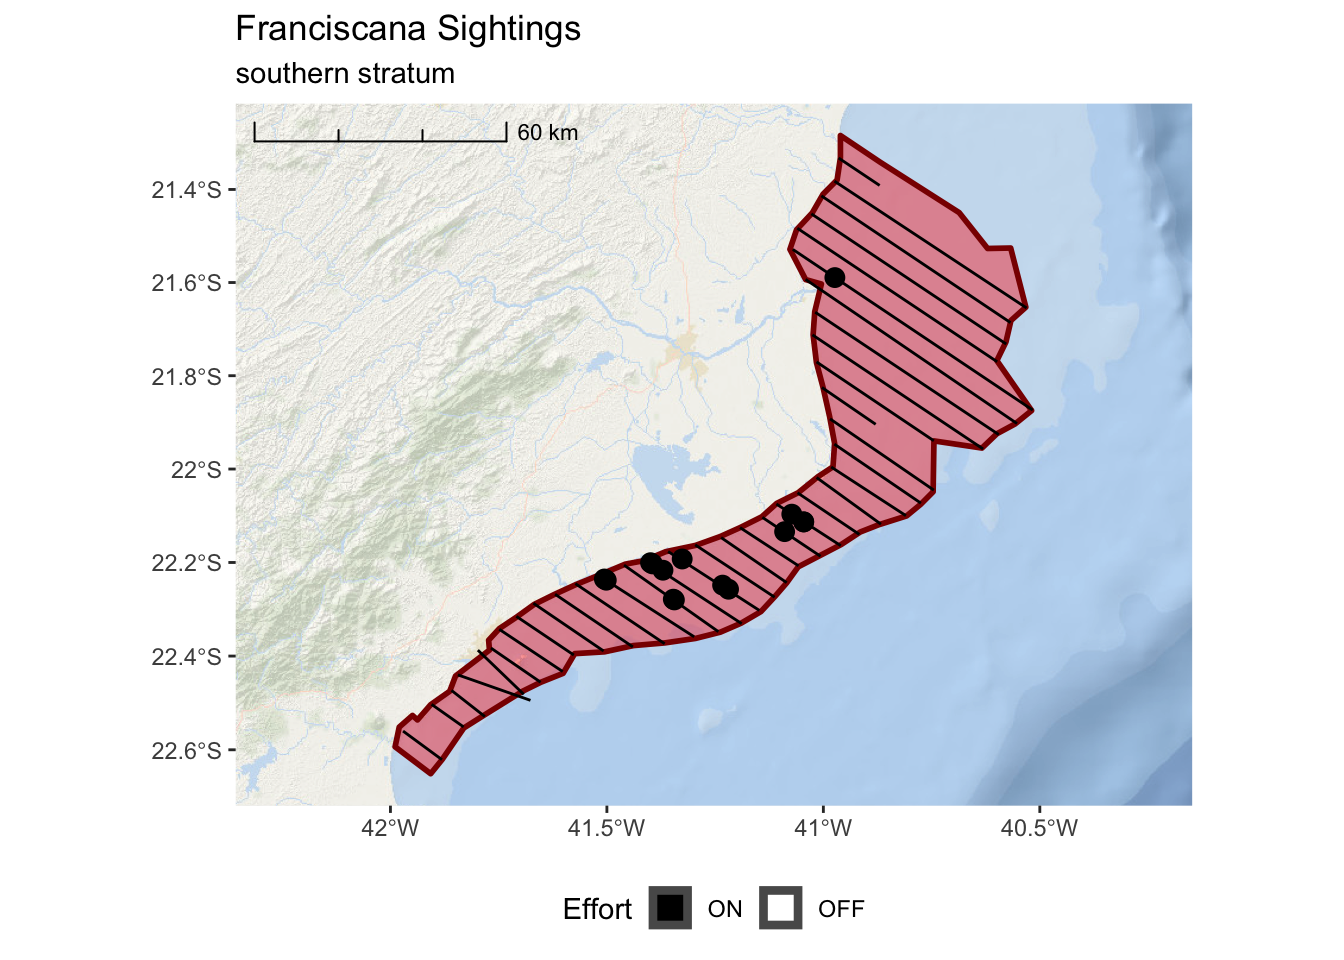 Franciscana Sightings
southern stratum
60 km
21.4°S
21.6°S
21.8°S
22°S
22.2°S
22.4°S
22.6°S
42°W
41.5°W
41°W
40.5°W
Effort ON OFF